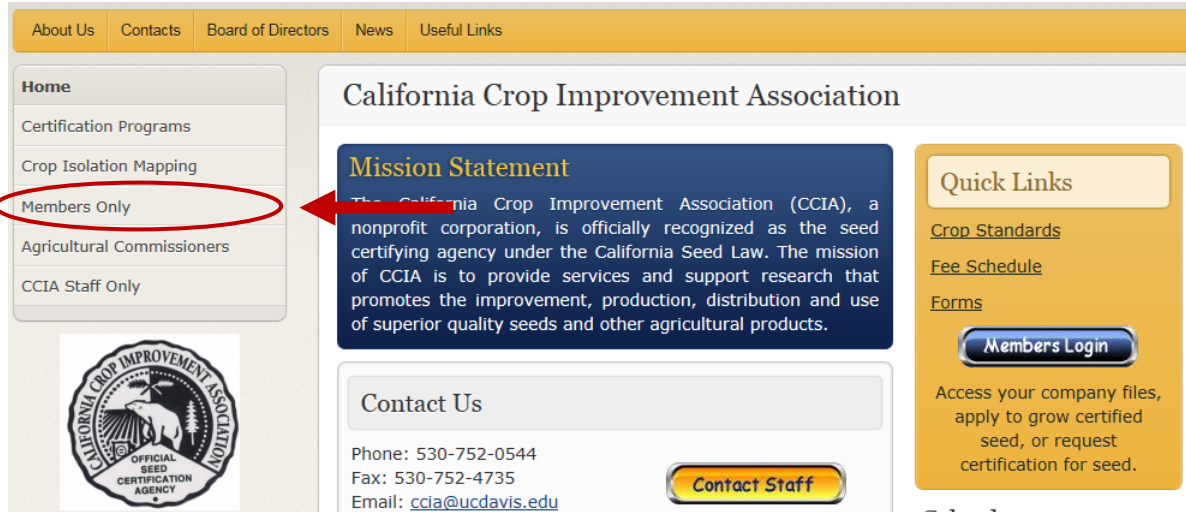 About Us Contacts Board of Directors News Useful Links
Home
Certification Programs
Crop Isolation Mapping
Members Only
Agricultural Commissioners
CCIA Staff Only
CALIFORNIA CROP IMPROVEMENT ASSOCIATION
OFFICIAL
SEED
CERTIFICATION
AGENCY
California Crop Improvement Association
Mission Statement
The California Crop Improvement Association (CCIA), a
nonprofit corporation, is officially recognized as the seed
certifying agency under the California Seed Law. The mission
of CCIA is to provide services and support research that
promotes the improvement, production, distribution and use
of superior quality seeds and other agricultural products.
Contact Us
Phone: 530-752-0544
Fax: 530-752-4735
Email: ccia@ucdavis.edu
Contact Staff
Quick Links
Crop Standards
Fee Schedule
Forms
Members Login
Access your company files,
apply to grow certified
seed, or request
certification for seed.